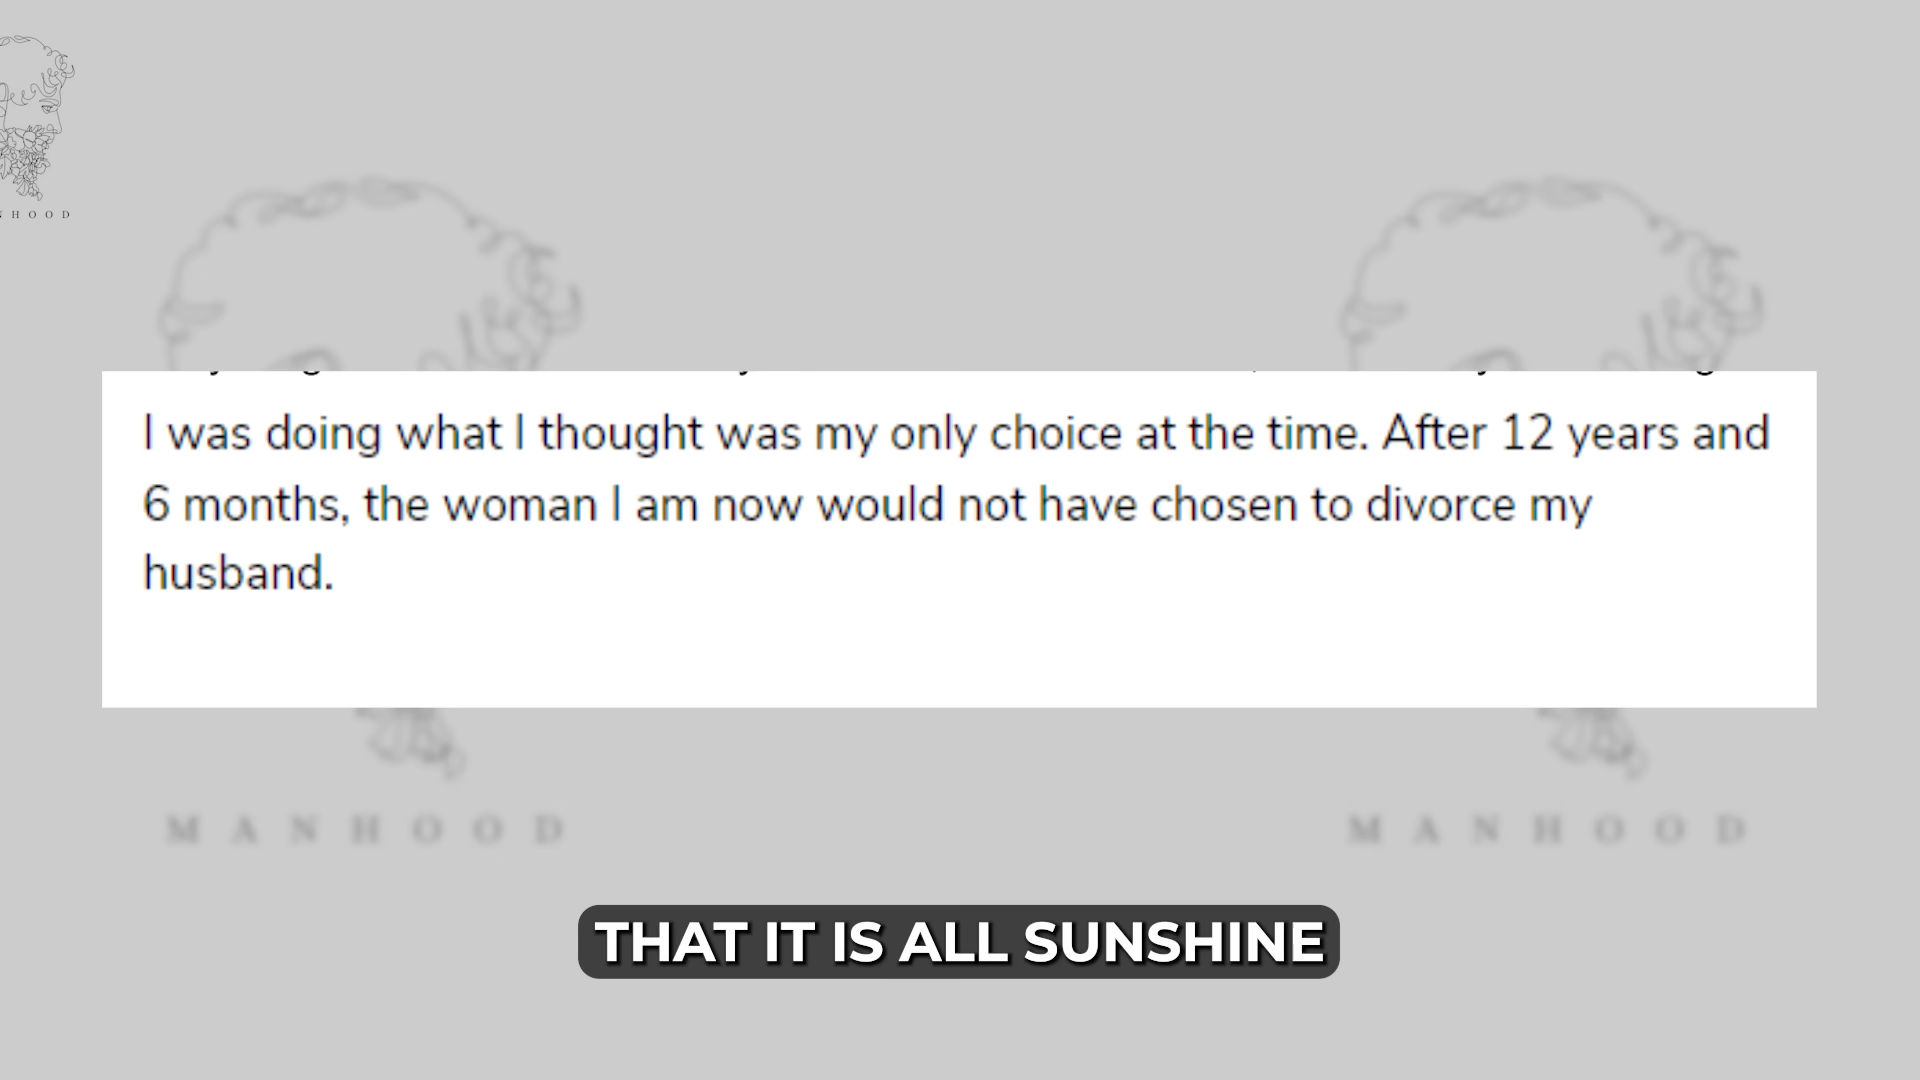 NHOOD
I was doing what I thought was my only choice at the time. After 12 years and
6 months, the woman I am now would not have chosen to divorce my
husband.
MANHOOD MANHOOD
THAT IT IS ALL SUNSHINE